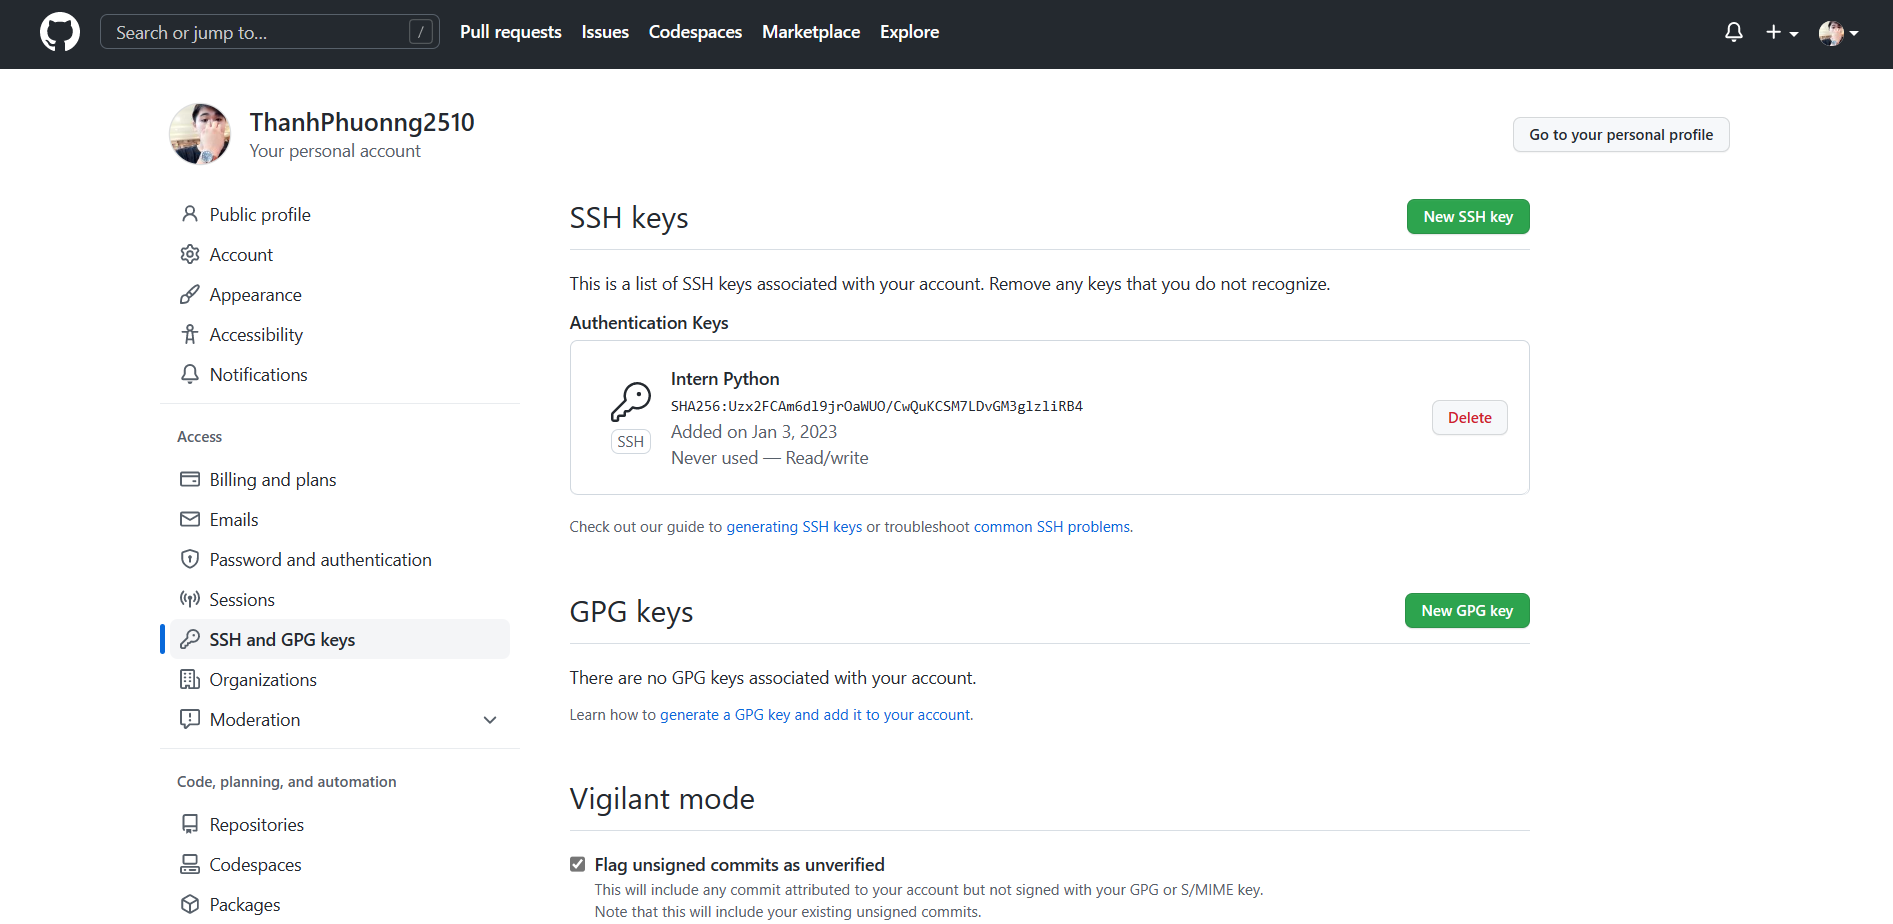 Search or jump to... /
Pull requests Issues Codespaces Marketplace Explore
ThanhPhuonng2510
Your personal account
Go to your personal profile
Public profile
Account
Appearance
Accessibility
Notifications
Access
Billing and plans
Emails
Password and authentication
Sessions
SSH and GPG keys
Organizations
Moderation
Code, planning, and automation
Repositories
Codespaces
Packages
SSH keys
New SSH key
This is a list of SSH keys associated with your account. Remove any keys that you do not recognize.
Authentication Keys
Intern Python
SHA256:Uzx2FCAm6dl9jrOaWUO/CwQuKCSM7LDvGM3glzliRB4
SSH
Added on Jan 3, 2023
Never used — Read/write
Delete
Check out our guide to generating SSH keys or troubleshoot common SSH problems.
GPG keys
New GPG key
There are no GPG keys associated with your account.
Learn how to generate a GPG key and add it to your account.
Vigilant mode
Flag unsigned commits as unverified
This will include any commit attributed to your account but not signed with your GPG or S/MIME key.
Note that this will include your existing unsigned commits.